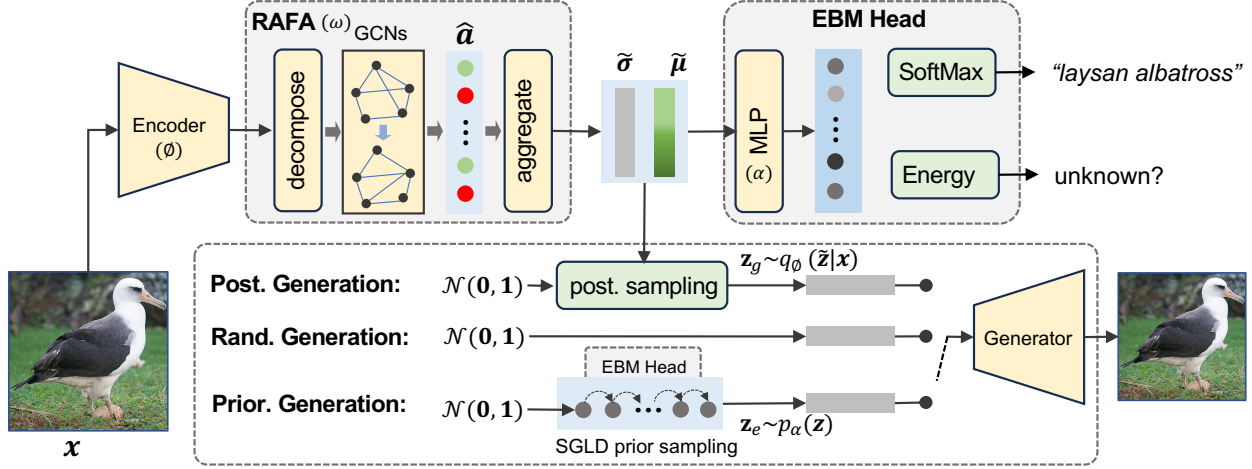 RAFA (ω) GCNs
â
EBM Head
σ̃ μ̃
Encoder
(∅)
decompose
aggregate
MLP
(α)
SoftMax
"laysan albatross"
Energy
unknown?
Post. Generation: 𝒩(0, 1) post. sampling z_g~q_∅(z̃|x)
Rand. Generation: 𝒩(0, 1)
Generator
EBM Head
Prior. Generation: 𝒩(0, 1)
z_e~p_α(z)
SGLD prior sampling
x